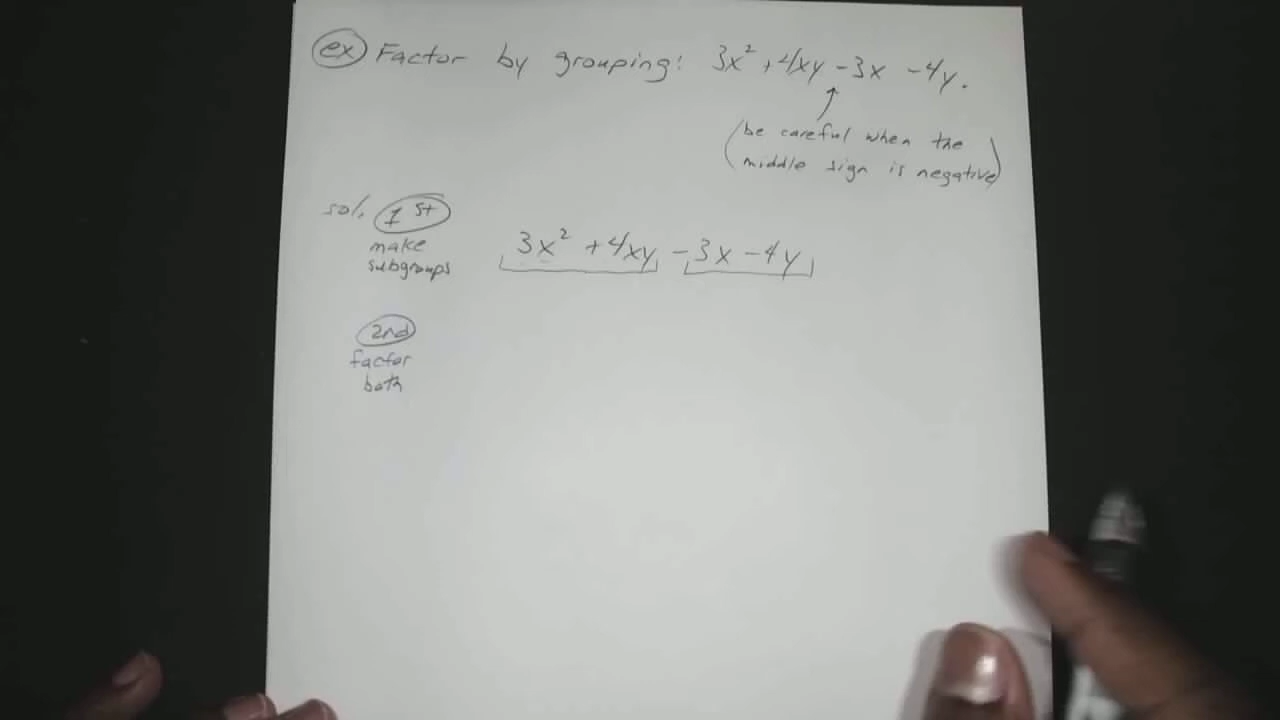 ex Factor by grouping: 3x² +4xy -3x -4y.
(be careful when the
middle sign is negative)
sol. 1st
make
subgroups
3x² +4xy -3x -4y
2nd
factor
both